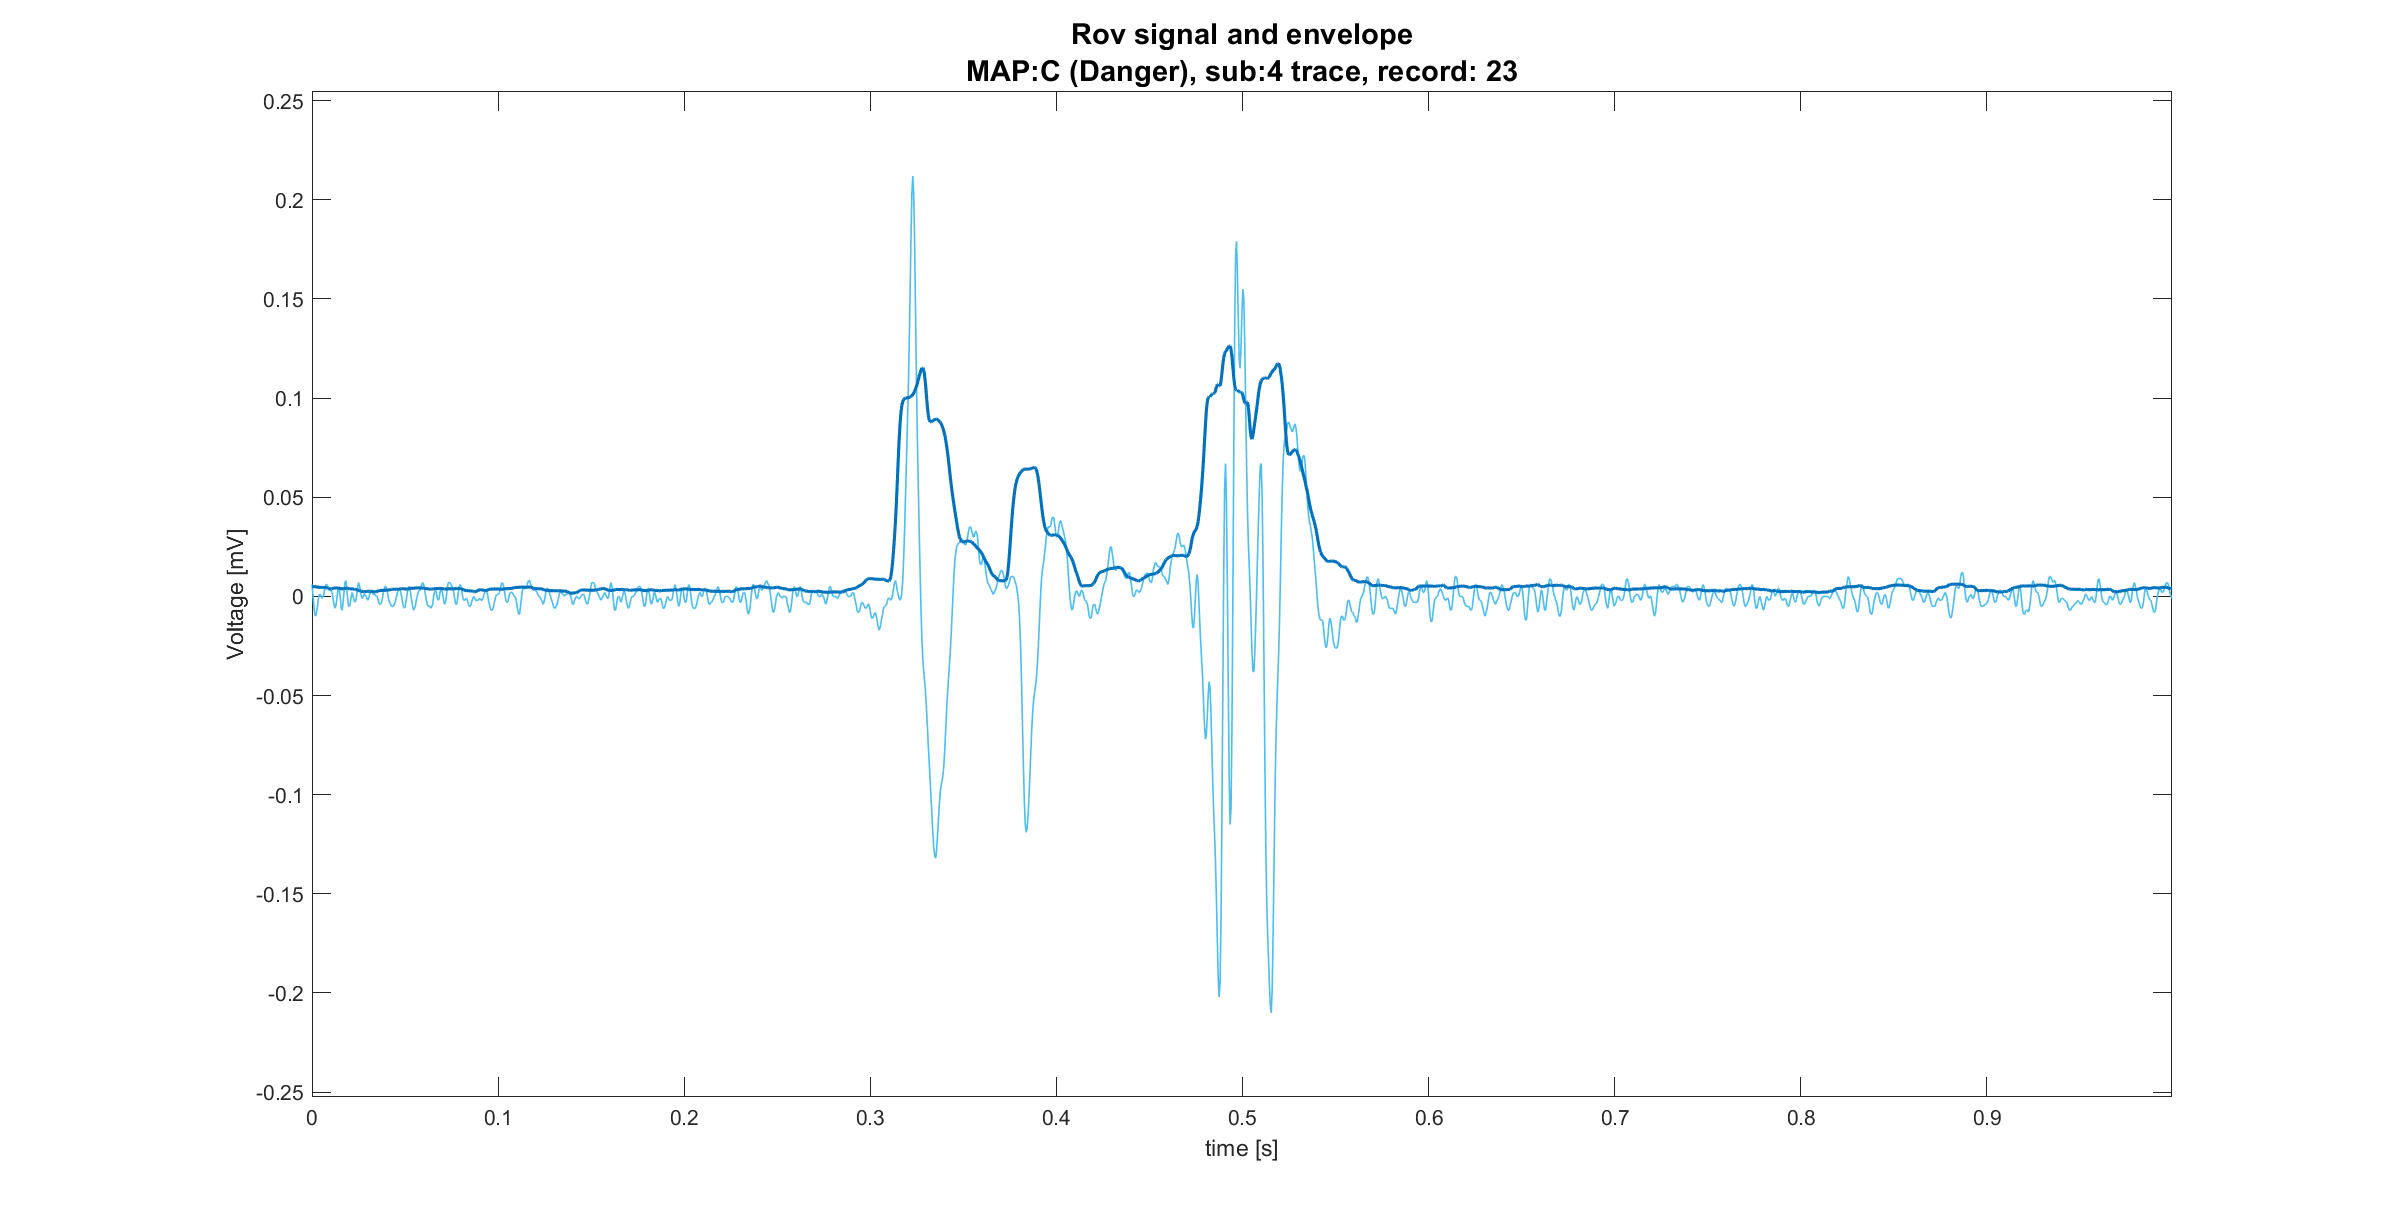 Rov signal and envelope
MAP:C (Danger), sub:4 trace, record: 23
0.25
0.2
0.15
0.1
0.05
0
-0.05
-0.1
-0.15
-0.2
-0.25
Voltage [mV]
0 0.1 0.2 0.3 0.4 0.5 0.6 0.7 0.8 0.9
time [s]